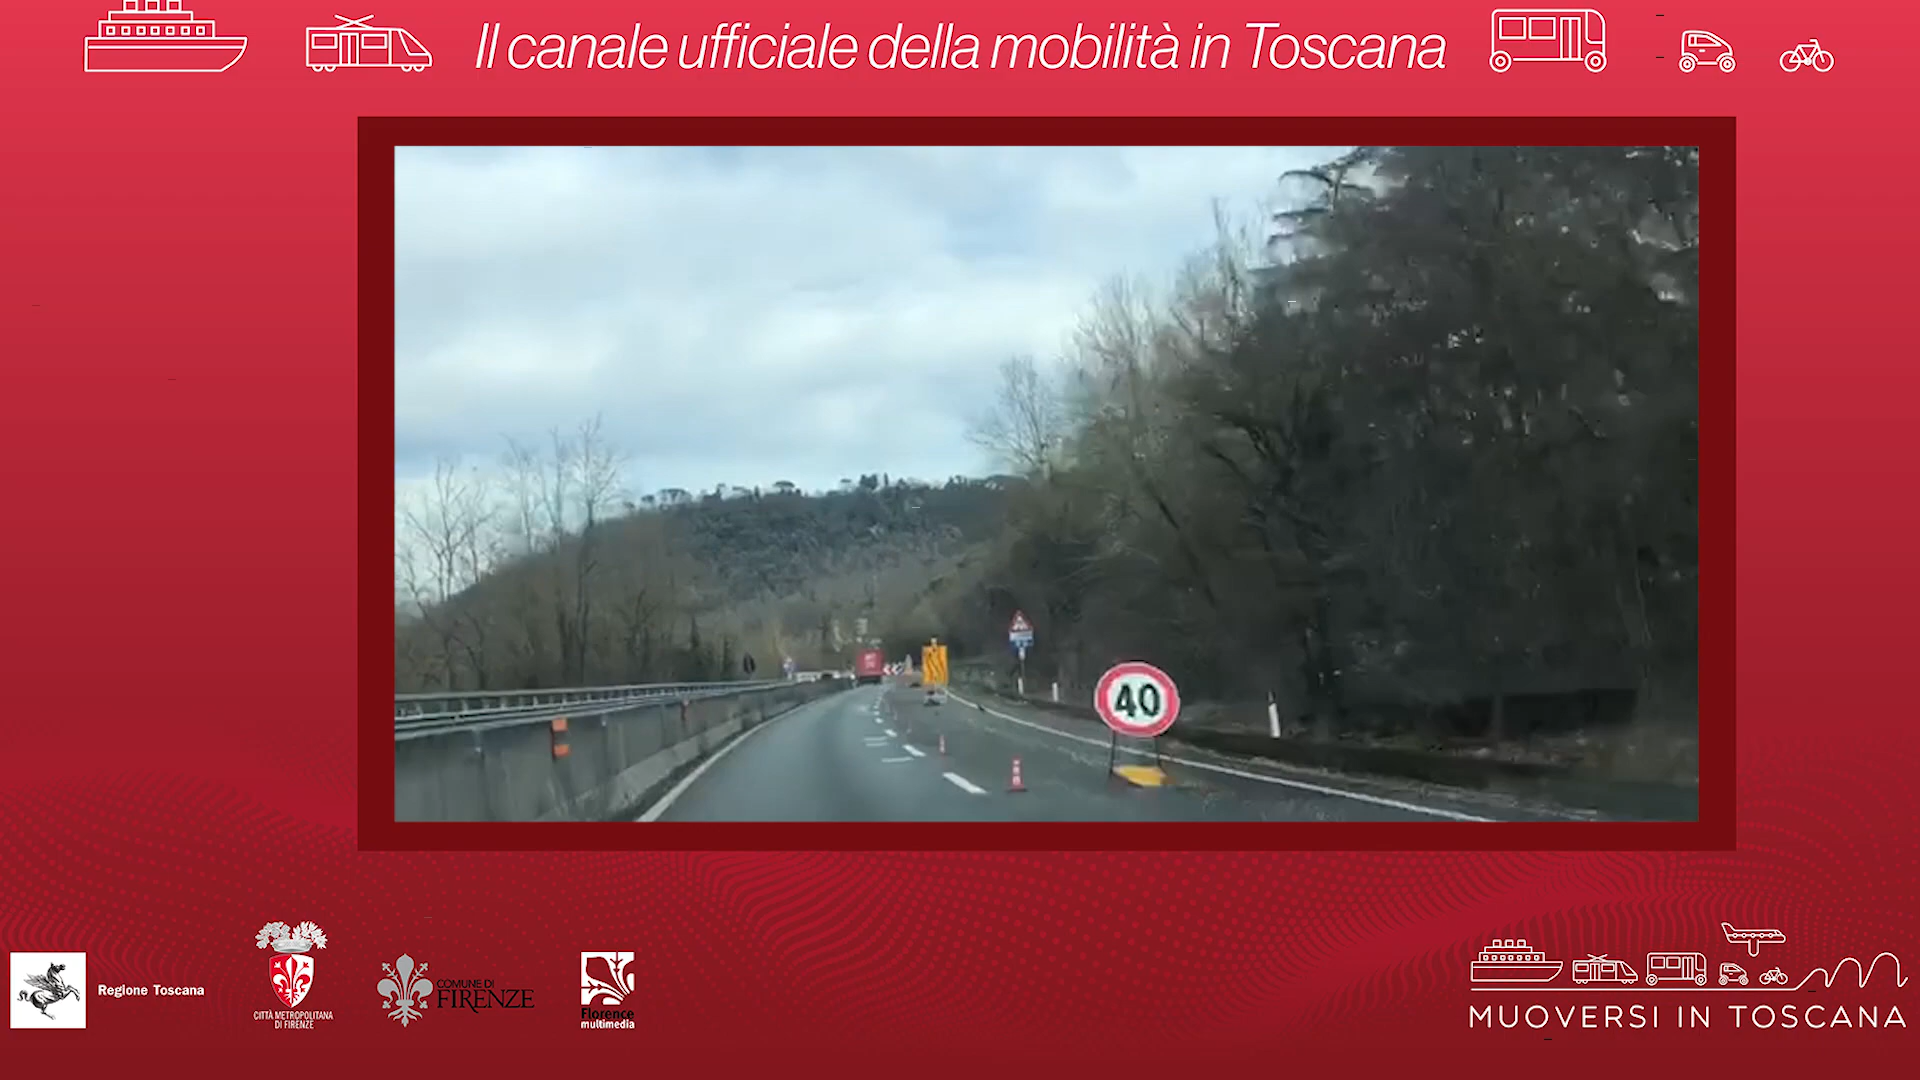 Il canale ufficiale della mobilità in Toscana
40
Regione Toscana
CITTÀ METROPOLITANA
DI FIRENZE
COMUNE DI
FIRENZE
Florence
multimedia
MUOVERSI IN TOSCANA